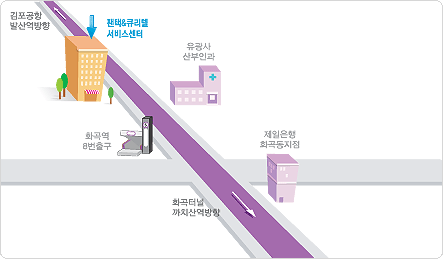 김포공항
발산역방향
팬택&큐리텔
서비스센터
유광사
산부인과
화곡역
8번출구
제일은행
화곡동지점
화곡터널
까치산역방향